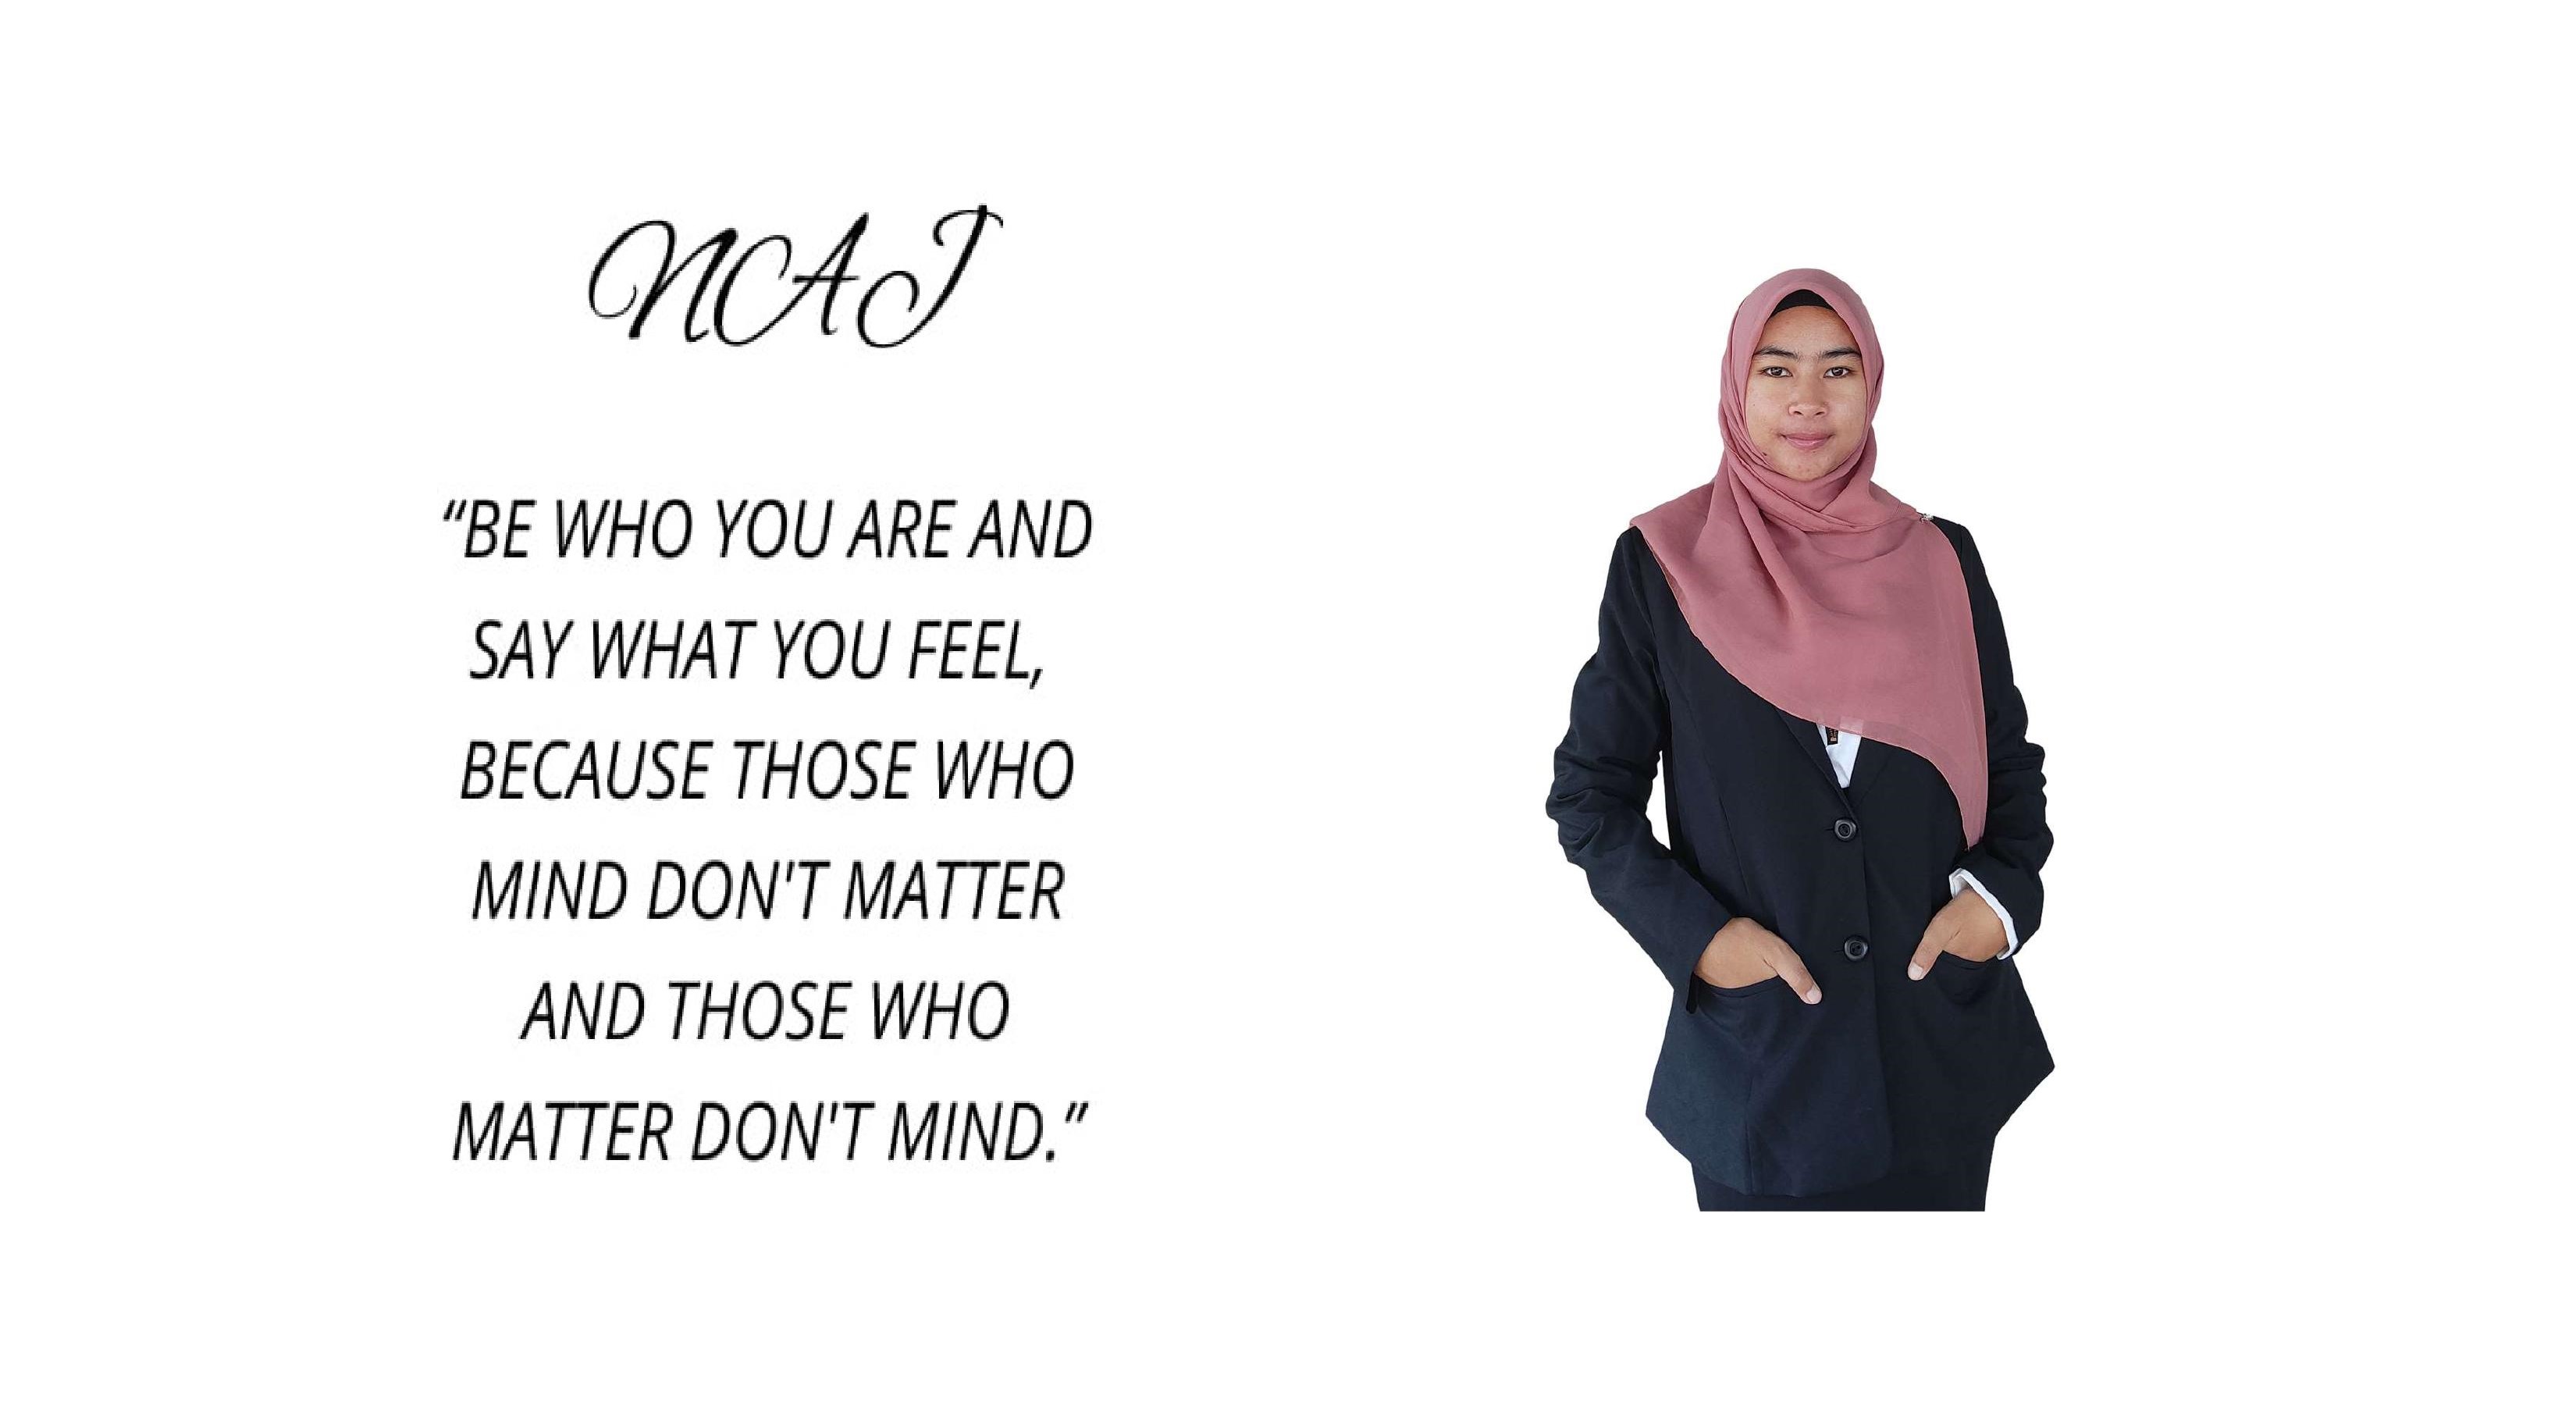 NAJ
“BE WHO YOU ARE AND
SAY WHAT YOU FEEL,
BECAUSE THOSE WHO
MIND DON'T MATTER
AND THOSE WHO
MATTER DON'T MIND.”